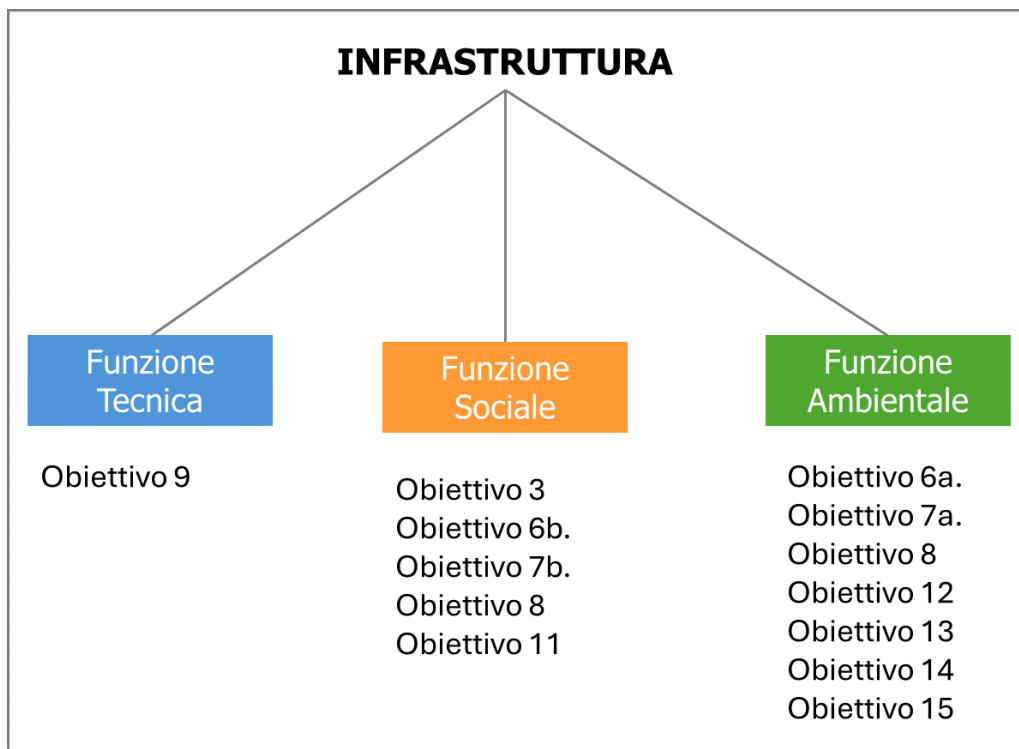 INFRASTRUTTURA
Funzione
Tecnica
Obiettivo 9
Funzione
Sociale
Obiettivo 3
Obiettivo 6b.
Obiettivo 7b.
Obiettivo 8
Obiettivo 11
Funzione
Ambientale
Obiettivo 6a.
Obiettivo 7a.
Obiettivo 8
Obiettivo 12
Obiettivo 13
Obiettivo 14
Obiettivo 15